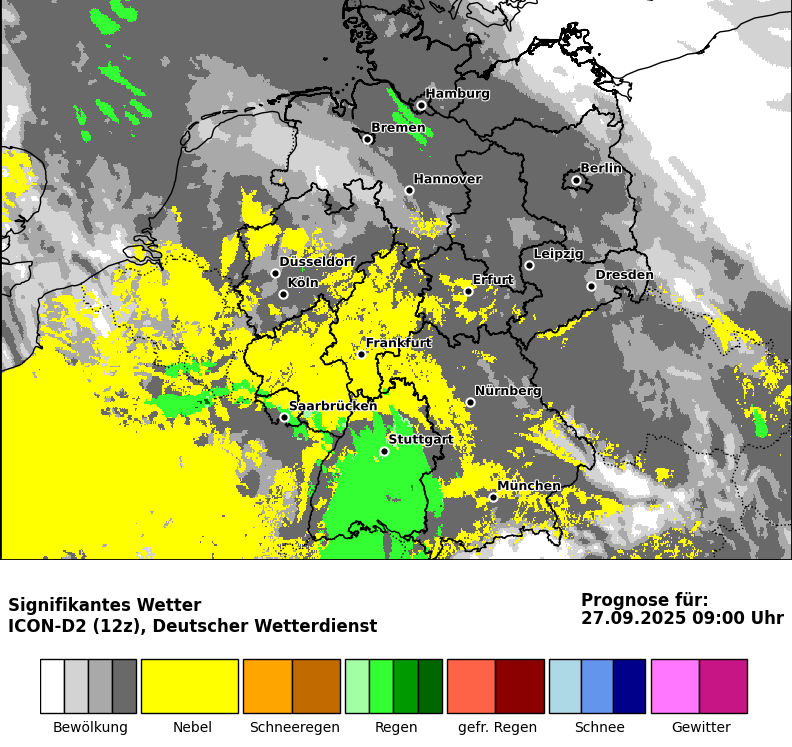 Hamburg
Bremen
Berlin
Hannover
Leipzig
Düsseldorf
Dresden
Erfurt
Köln
Frankfurt
Nürnberg
Saarbrücken
Stuttgart
München
Signifikantes Wetter
ICON-D2 (12z), Deutscher Wetterdienst
Prognose für:
27.09.2025 09:00 Uhr
Bewölkung Nebel Schneeregen Regen gefr. Regen Schnee Gewitter